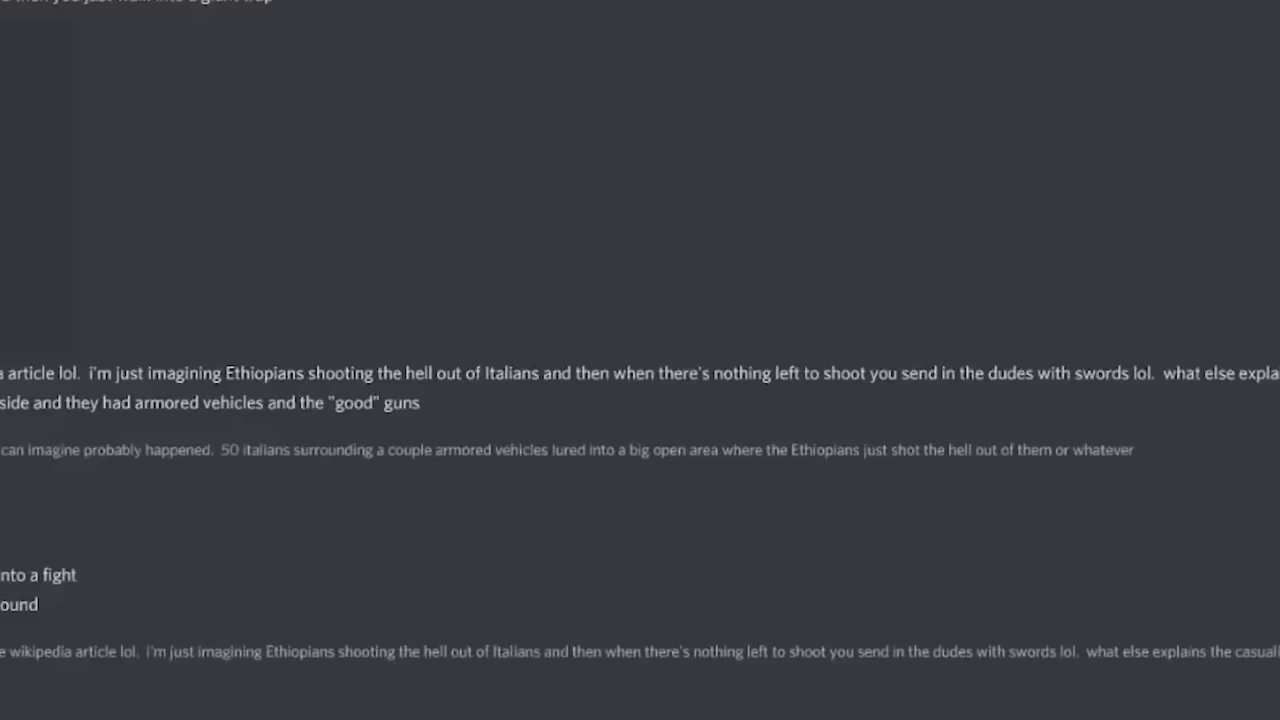 article lol. i'm just imagining Ethiopians shooting the hell out of Italians and then when there's nothing left to shoot you send in the dudes with swords lol. what else expla
side and they had armored vehicles and the "good" guns
can imagine probably happened. 50 italians surrounding a couple armored vehicles lured into a big open area where the Ethiopians just shot the hell out of them or whatever
nto a fight
ound
e wikipedia article lol. i'm just imagining Ethiopians shooting the hell out of Italians and then when there's nothing left to shoot you send in the dudes with swords lol. what else explains the casual